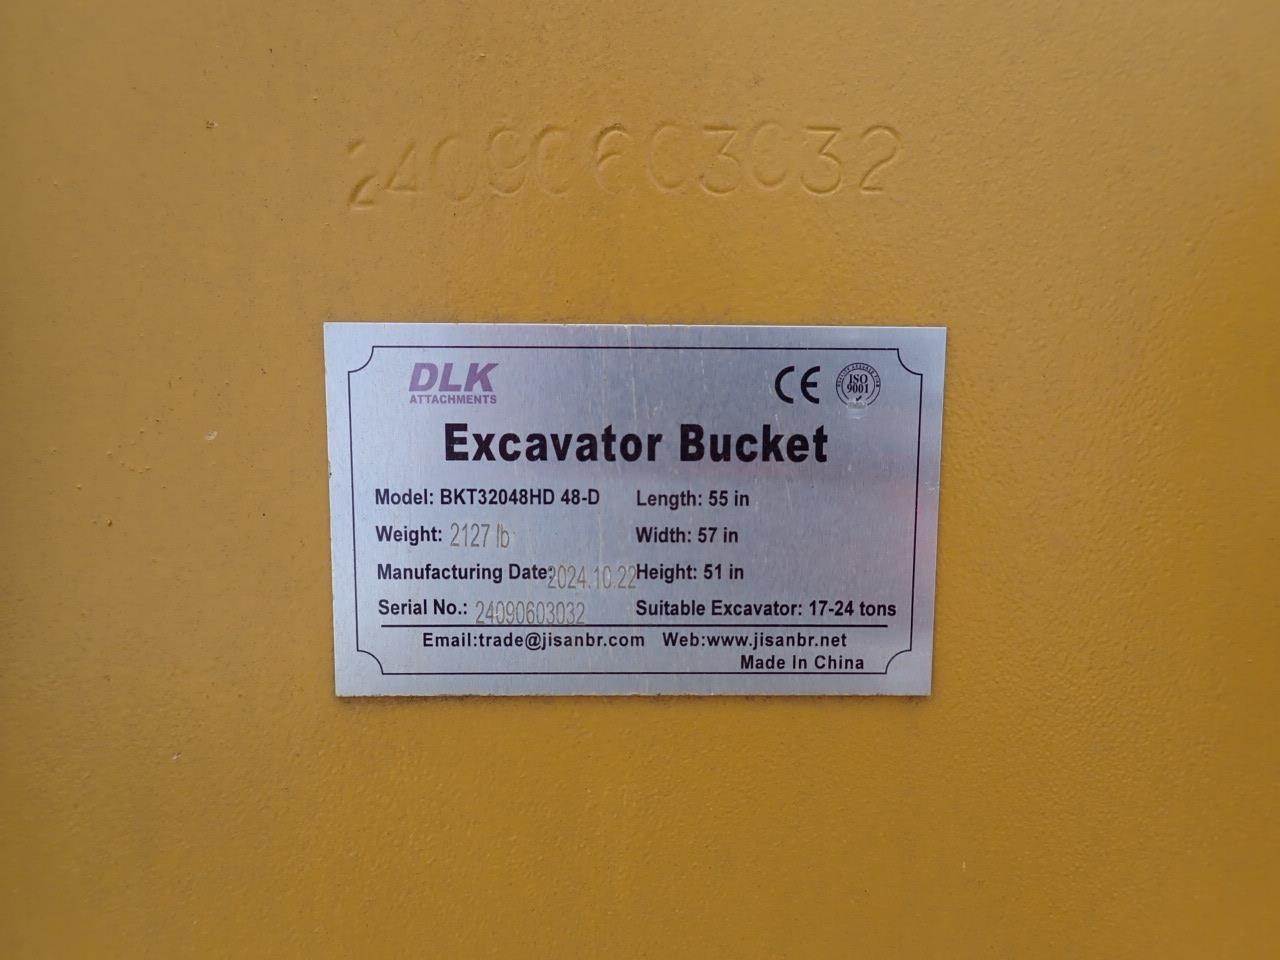 24090603032
DLK
ATTACHMENTS
CE
ISO
9001
Excavator Bucket
Model: BKT32048HD 48-D
Length: 55 in
Weight: 2127 lb
Width: 57 in
Manufacturing Date: 2024.10.22
Height: 51 in
Serial No.: 24090603032
Suitable Excavator: 17-24 tons
Email:trade@jisanbr.com Web:www.jisanbr.net
Made In China